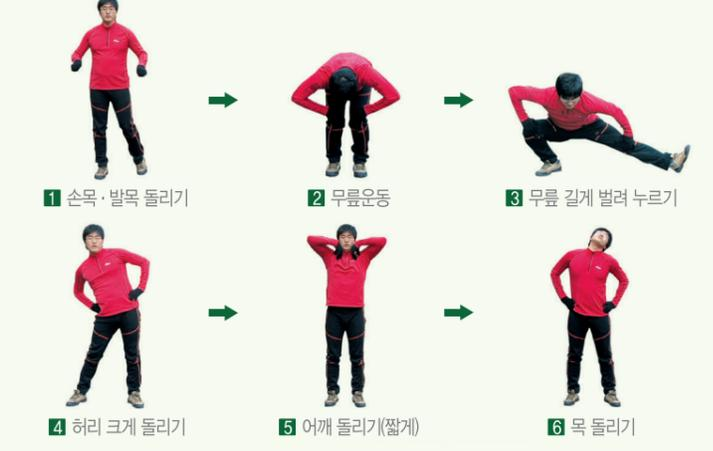 1 손목·발목 돌리기
2 무릎운동
3 무릎 길게 벌려 누르기
4 허리 크게 돌리기
5 어깨 돌리기(짧게)
6 목 돌리기